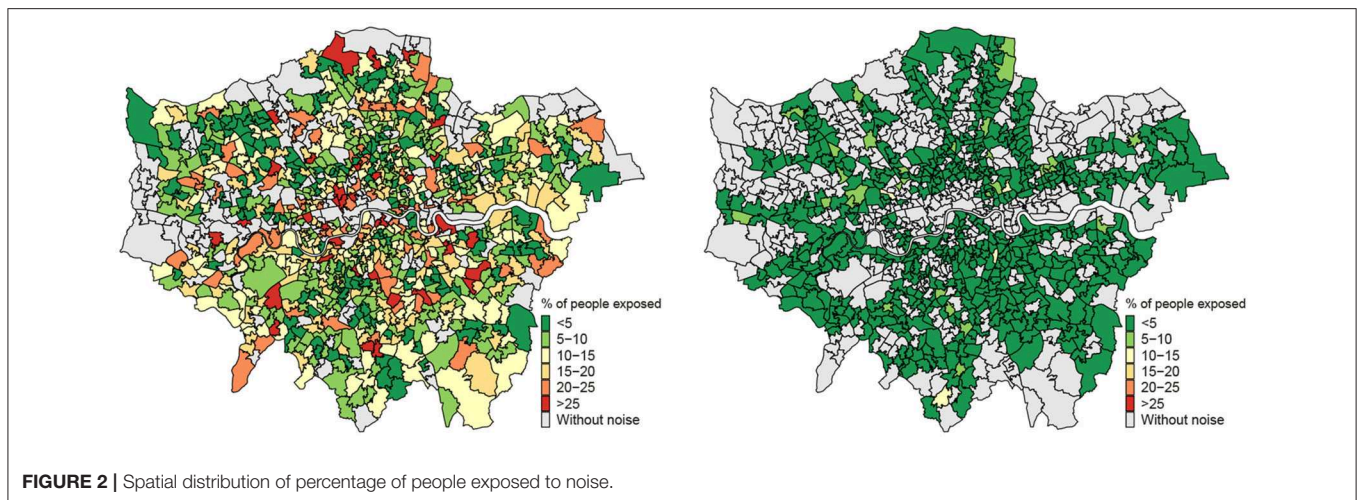 % of people exposed
<5
5–10
10–15
15–20
20–25
>25
Without noise
% of people exposed
<5
5–10
10–15
15–20
20–25
>25
Without noise
FIGURE 2 | Spatial distribution of percentage of people exposed to noise.